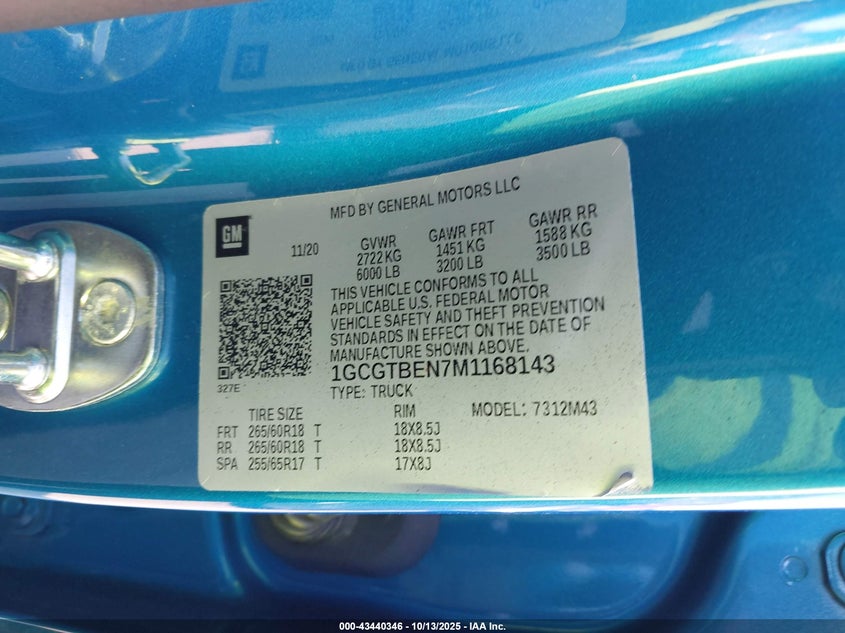 MFD BY GENERAL MOTORS LLC
GM
11/20
GVWR
2722 KG
6000 LB
GAWR FRT
1451 KG
3200 LB
GAWR RR
1588 KG
3500 LB
THIS VEHICLE CONFORMS TO ALL
APPLICABLE U.S. FEDERAL MOTOR
VEHICLE SAFETY AND THEFT PREVENTION
STANDARDS IN EFFECT ON THE DATE OF
MANUFACTURE SHOWN ABOVE.
327E
1GCGTBEN7M1168143
TYPE: TRUCK
MODEL: 7312M43
TIRE SIZE RIM
FRT 265/60R18 T 18X8.5J
RR 265/60R18 T 18X8.5J
SPA 255/65R17 T 17X8J
000-43440346 - 10/13/2025 - IAA Inc.